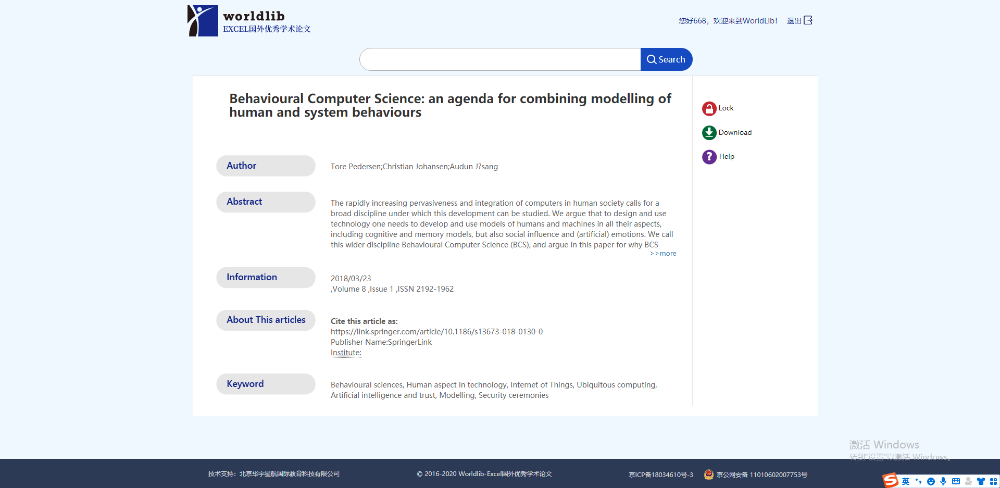 worldlib
EXCEL国外优秀学术论文
您好668，欢迎来到WorldLib！ 退出
Search
Behavioural Computer Science: an agenda for combining modelling of
human and system behaviours
Lock
Download
Help
Author
Tore Pedersen;Christian Johansen;Audun J?sang
Abstract
The rapidly increasing pervasiveness and integration of computers in human society calls for a
broad discipline under which this development can be studied. We argue that to design and use
technology one needs to develop and use models of humans and machines in all their aspects,
including cognitive and memory models, but also social influence and (artificial) emotions. We call
this wider discipline Behavioural Computer Science (BCS), and argue in this paper for why BCS
>>more
Information
2018/03/23
,Volume 8 ,Issue 1 ,ISSN 2192-1962
About This articles
Cite this article as:
https://link.springer.com/article/10.1186/s13673-018-0130-0
Publisher Name:SpringerLink
Institute:
Keyword
Behavioural sciences, Human aspect in technology, Internet of Things, Ubiquitous computing,
Artificial intelligence and trust, Modelling, Security ceremonies
激活 Windows
转到“设置”以激活 Windows。
技术支持：北京华宇星航国际教育科技有限公司
© 2016-2020 Worldlib-Excel国外优秀学术论文
京ICP备18034610号-3
京公网安备 11010602007753号
英